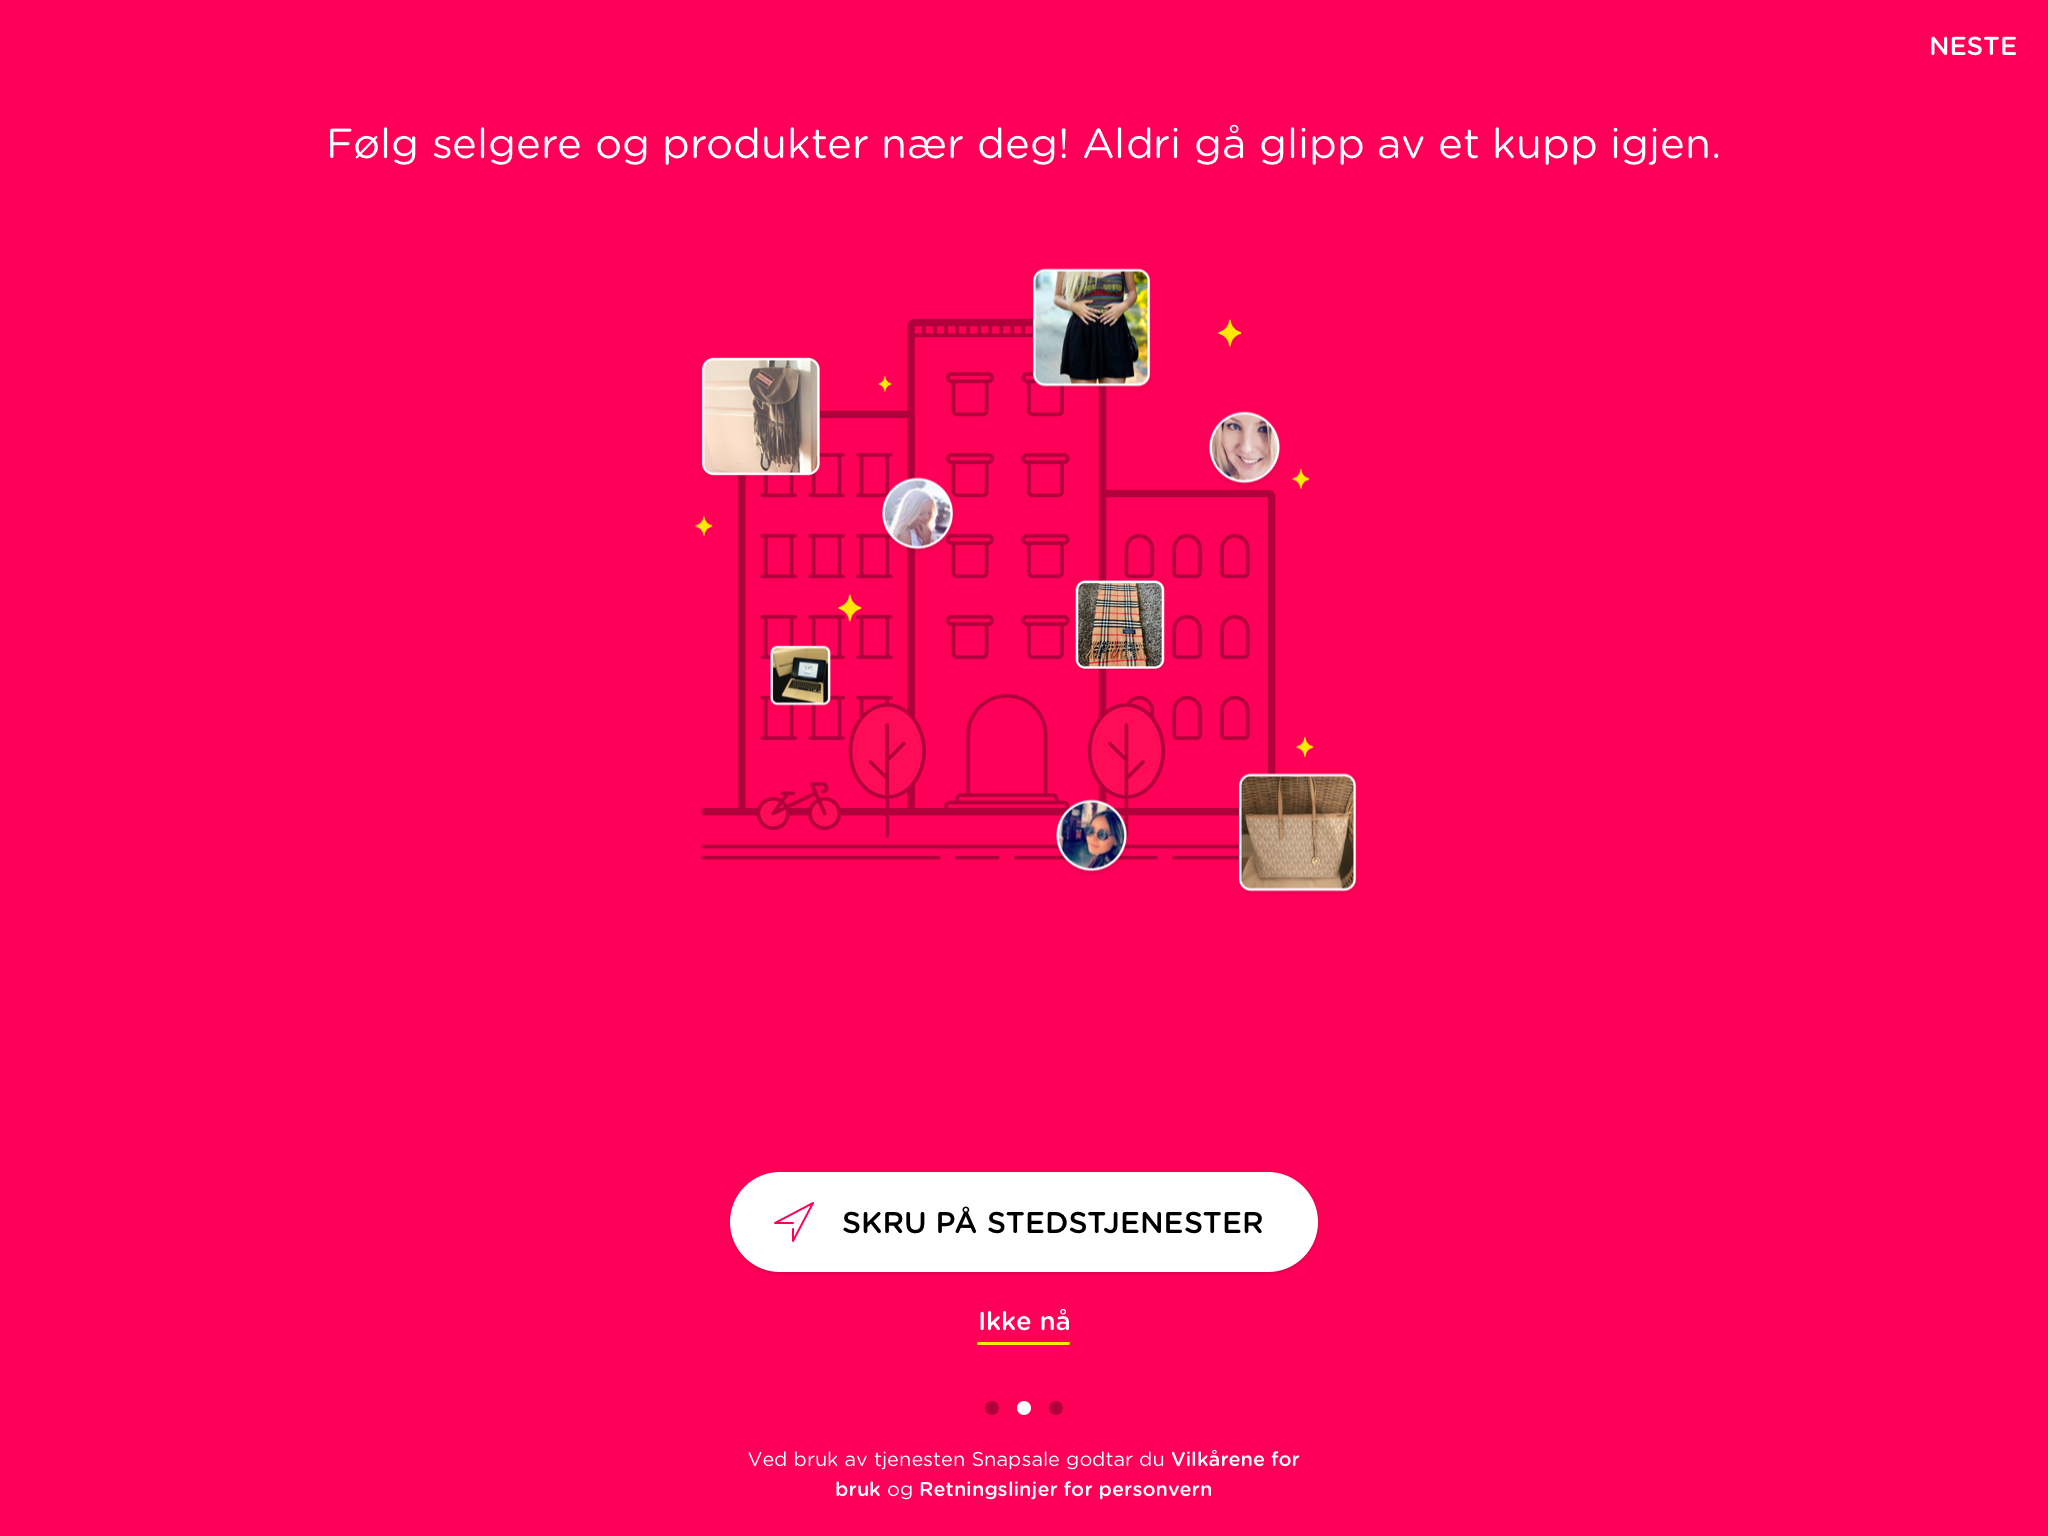 NESTE
Følg selgere og produkter nær deg! Aldri gå glipp av et kupp igjen.
SKRU PÅ STEDSTJENESTER
Ikke nå
Ved bruk av tjenesten Snapsale godtar du Vilkårene for
bruk og Retningslinjer for personvern